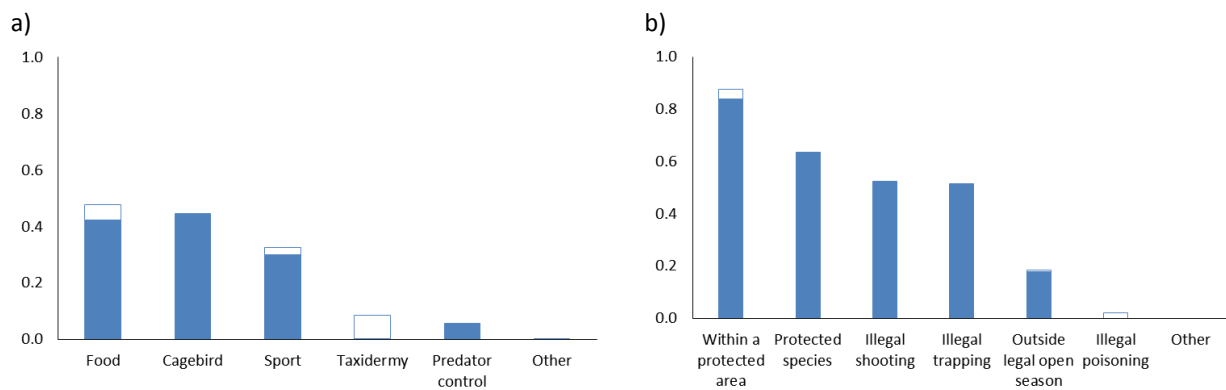 a)
1.0
0.8
0.6
0.4
0.2
0.0
Food
Cagebird
Sport
Taxidermy
Predator
control
Other
b)
1.0
0.8
0.6
0.4
0.2
0.0
Within a
protected area
Protected
species
Illegal
shooting
Illegal
trapping
Outside
legal open
season
Illegal
poisoning
Other